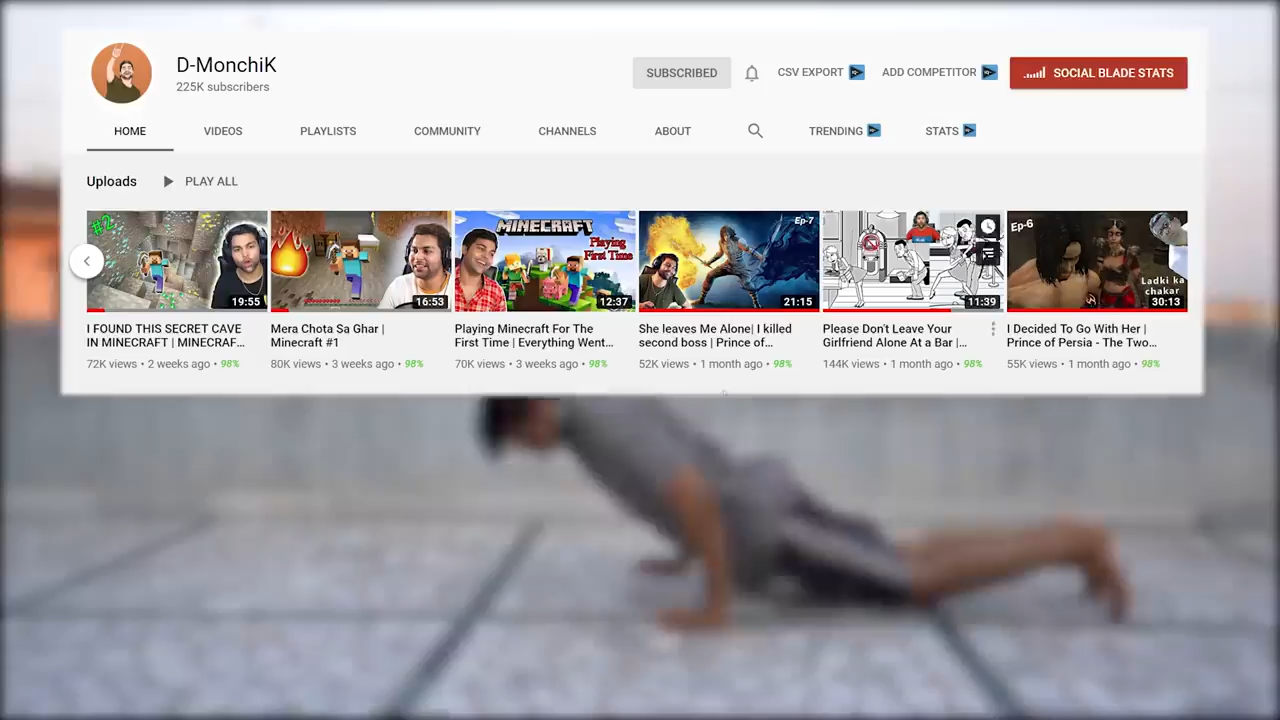 D-MonchiK
225K subscribers
SUBSCRIBED
CSV EXPORT
ADD COMPETITOR
SOCIAL BLADE STATS
HOME
VIDEOS
PLAYLISTS
COMMUNITY
CHANNELS
ABOUT
TRENDING
STATS
Uploads
PLAY ALL
#2
19:55
I FOUND THIS SECRET CAVE
IN MINECRAFT | MINECRAF...
72K views • 2 weeks ago • 98%
16:53
Mera Chota Sa Ghar |
Minecraft #1
80K views • 3 weeks ago • 98%
MINECRAFT
Playing
First Time
12:37
Playing Minecraft For The
First Time | Everything Went...
70K views • 3 weeks ago • 98%
Ep-7
21:15
She leaves Me Alone| I killed
second boss | Prince of...
52K views • 1 month ago • 98%
11:39
Please Don't Leave Your
Girlfriend Alone At a Bar |...
144K views • 1 month ago • 98%
Ep-6
Ladki ka
chakar
30:13
I Decided To Go With Her |
Prince of Persia - The Two...
55K views • 1 month ago • 98%